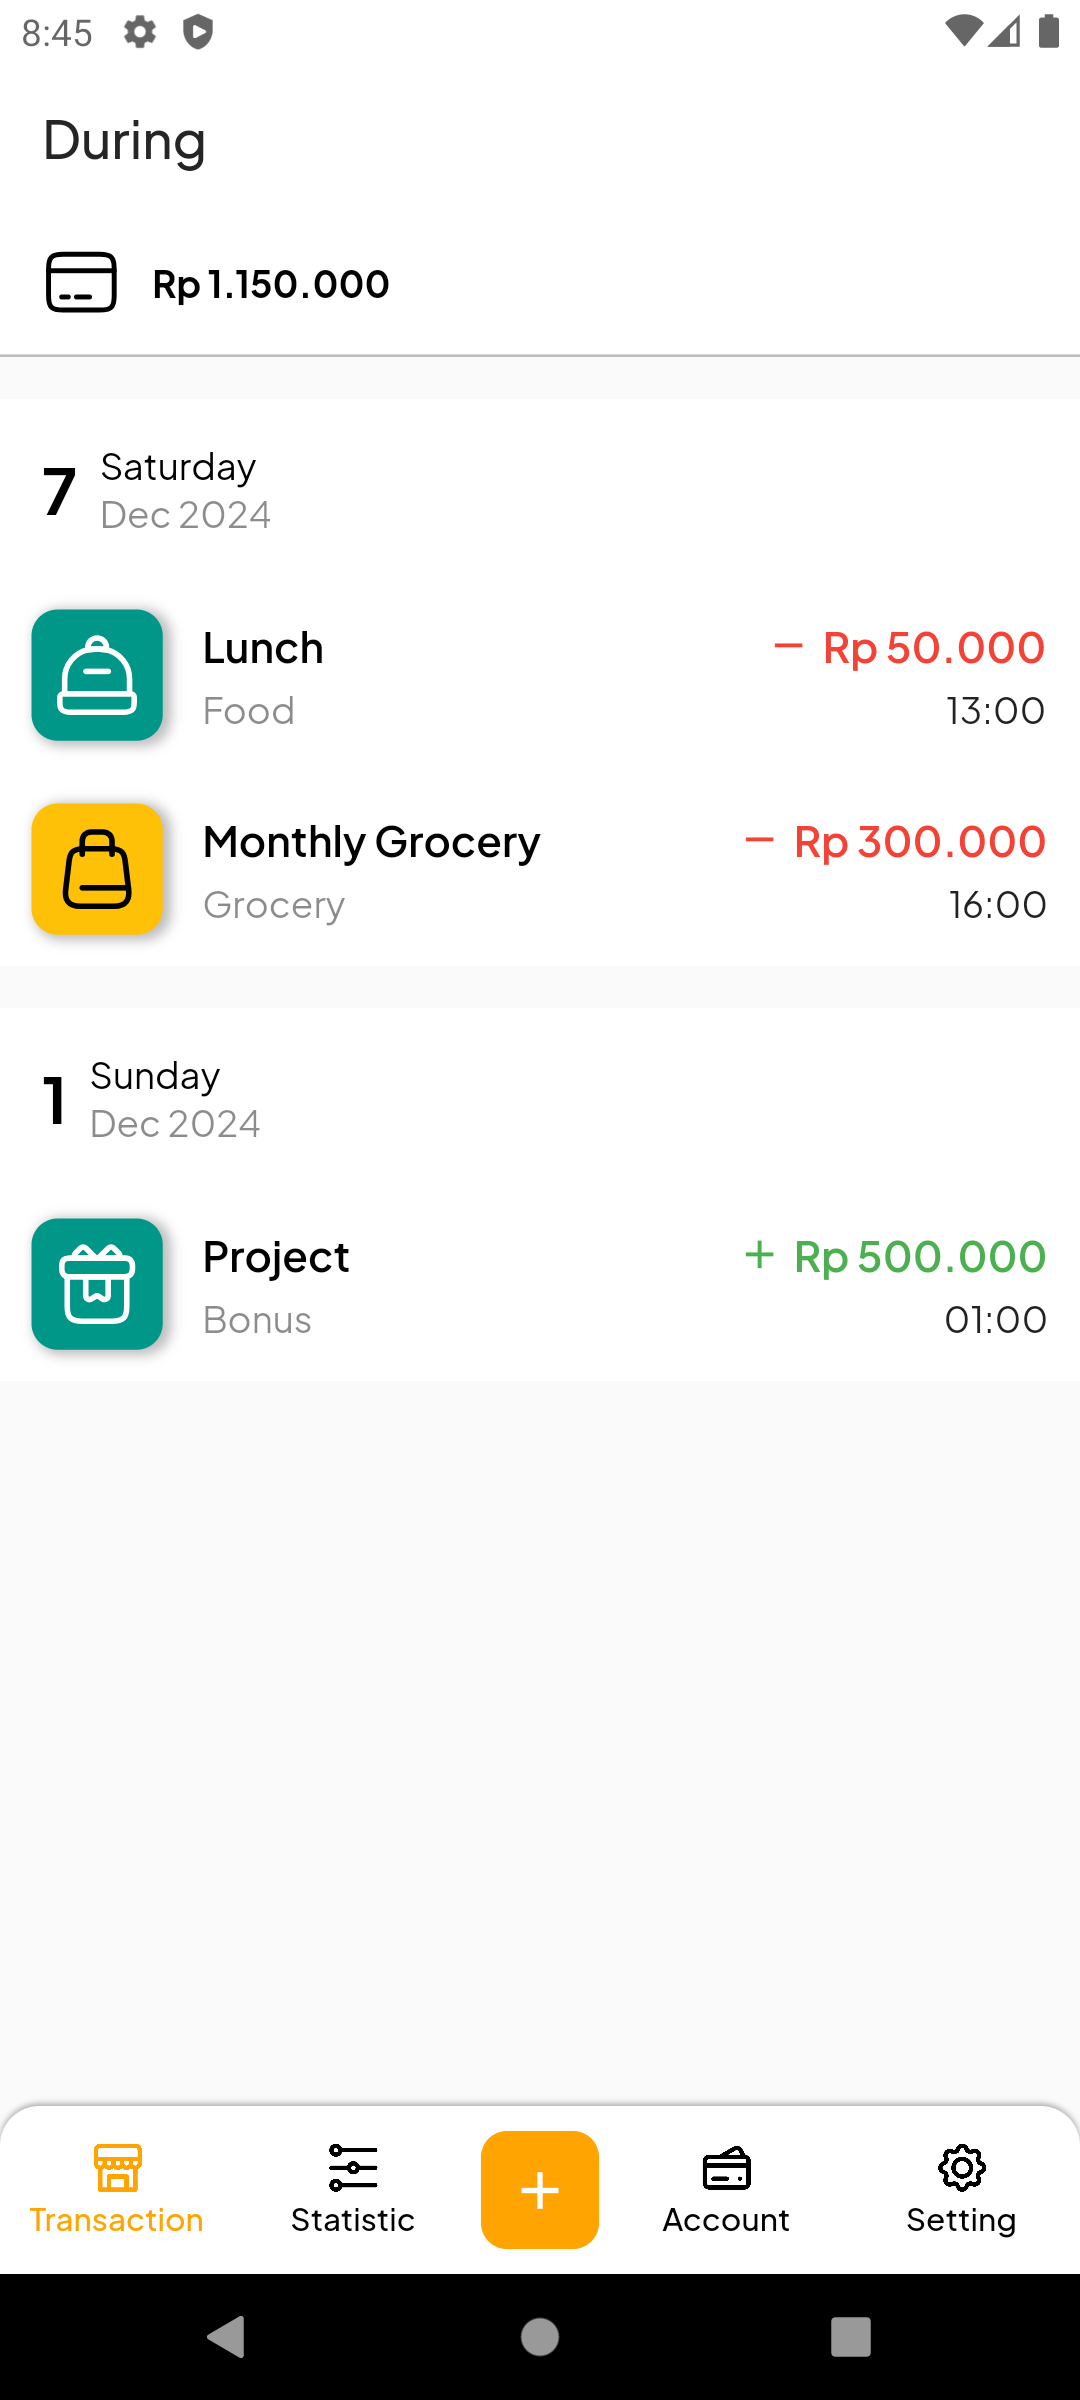 8:45
During
Rp 1.150.000
7
Saturday
Dec 2024
Lunch
− Rp 50.000
Food
13:00
Monthly Grocery
− Rp 300.000
Grocery
16:00
1
Sunday
Dec 2024
Project
+ Rp 500.000
Bonus
01:00
Transaction
Statistic
+
Account
Setting